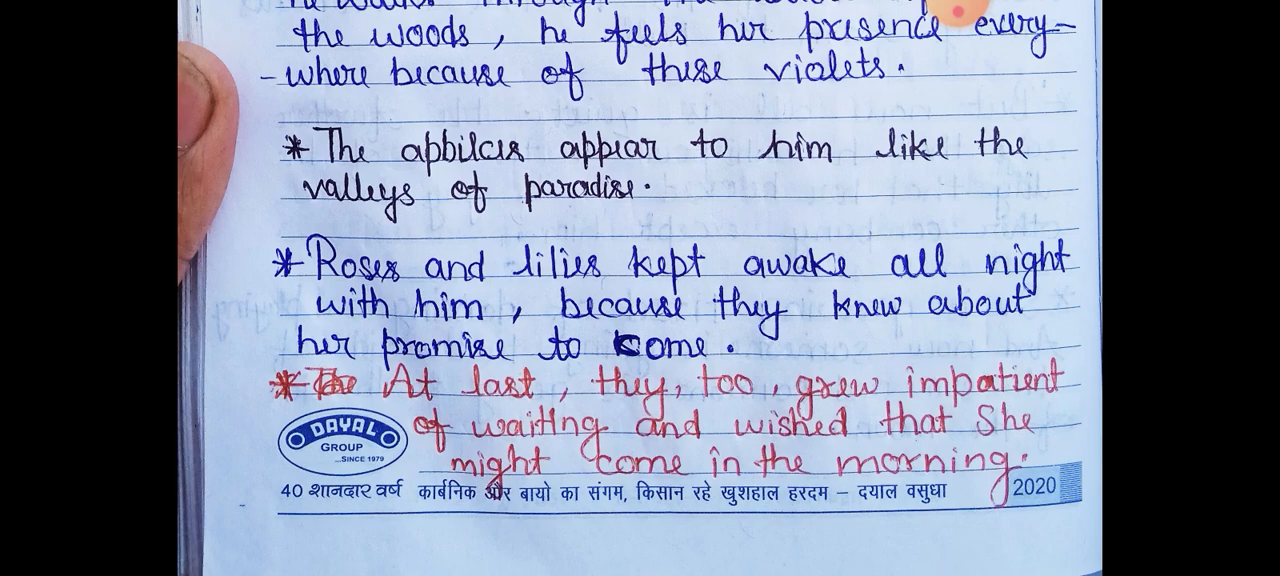 the woods, he feels her presence every-
- where because of these violets.
* The apbilces appear to him like the
valleys of paradise.
* Roses and lilies kept awake all night
with him, because they knew about
her promise to come.
* The At last, they, too, grew impatient
of waiting and wished that She
might come in the morning.
DAYAL
GROUP
...SINCE 1979
40 शानदार वर्ष कार्बनिक और बायो का संगम, किसान रहे खुशहाल हरदम – दयाल वसुधा
2020